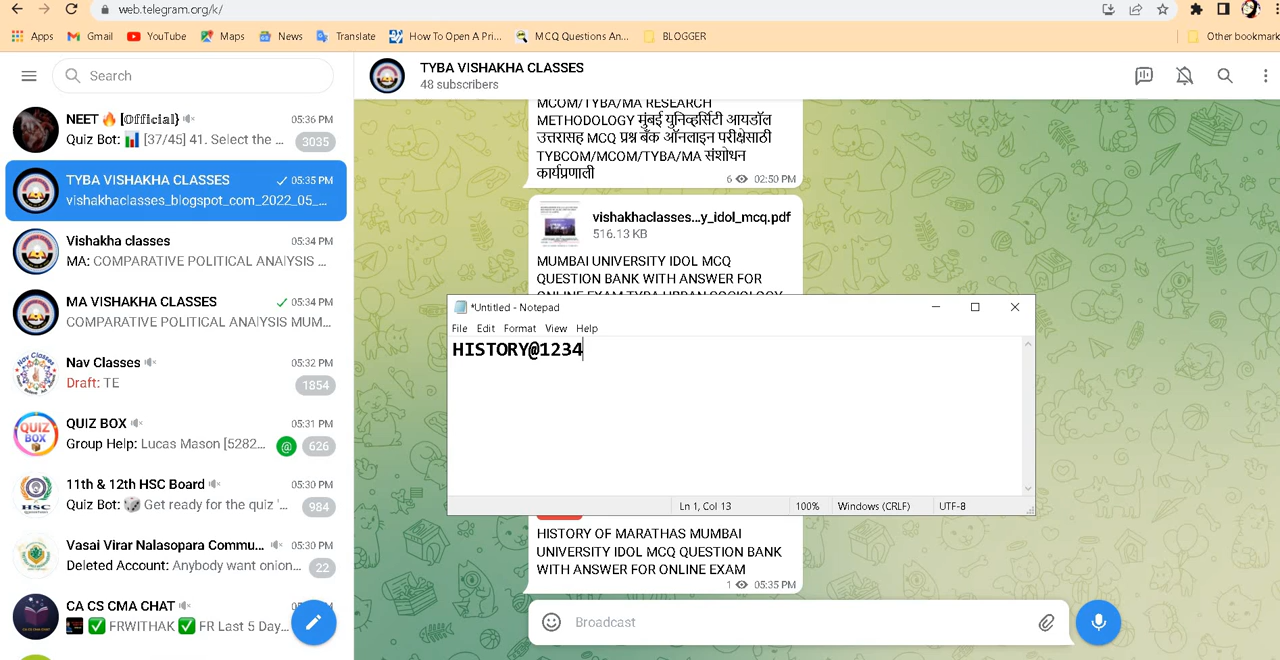 web.telegram.org/k/
Apps Gmail YouTube Maps News Translate How To Open A Pri... MCQ Questions An... BLOGGER Other bookmark
Search
NEET 🔥 [𝕆𝕗𝕗𝕚𝕔𝕚𝕒𝕝} 05:36 PM
Quiz Bot: 📊 [37/45] 41. Select the ... 3035
TYBA VISHAKHA CLASSES 05:35 PM
vishakhaclasses_blogspot_com_2022_05_...
Vishakha classes 05:34 PM
MA: COMPARATIVE POLITICAL ANAlYSIS ...
MA VISHAKHA CLASSES 05:34 PM
COMPARATIVE POLITICAL ANAlYSIS MUM...
Nav Classes 05:32 PM
Draft: TE 1854
QUIZ BOX 05:31 PM
Group Help: Lucas Mason [5282... @ 626
11th & 12th HSC Board 05:30 PM
Quiz Bot: 🎲 Get ready for the quiz '... 984
Vasai Virar Nalasopara Commu... 05:30 PM
Deleted Account: Anybody want onion... 22
CA CS CMA CHAT
✅ FRWITHAK ✅ FR Last 5 Day...
TYBA VISHAKHA CLASSES
48 subscribers
MCOM/TYBA/MA RESEARCH
METHODOLOGY मुंबई युनिव्हर्सिटी आयडॉल
उत्तरासह MCQ प्रश्न बँक ऑनलाइन परीक्षेसाठी
TYBCOM/MCOM/TYBA/MA संशोधन
कार्यप्रणाली
6 02:50 PM
vishakhaclasses...y_idol_mcq.pdf
516.13 KB
MUMBAI UNIVERSITY IDOL MCQ
QUESTION BANK WITH ANSWER FOR
ONLINE EXAM TYBA URBAN SOCIOLOGY
*Untitled - Notepad
File Edit Format View Help
HISTORY@1234
Ln 1, Col 13 100% Windows (CRLF) UTF-8
HISTORY OF MARATHAS MUMBAI
UNIVERSITY IDOL MCQ QUESTION BANK
WITH ANSWER FOR ONLINE EXAM
1 05:35 PM
Broadcast
QUIZ
BOX
HSC